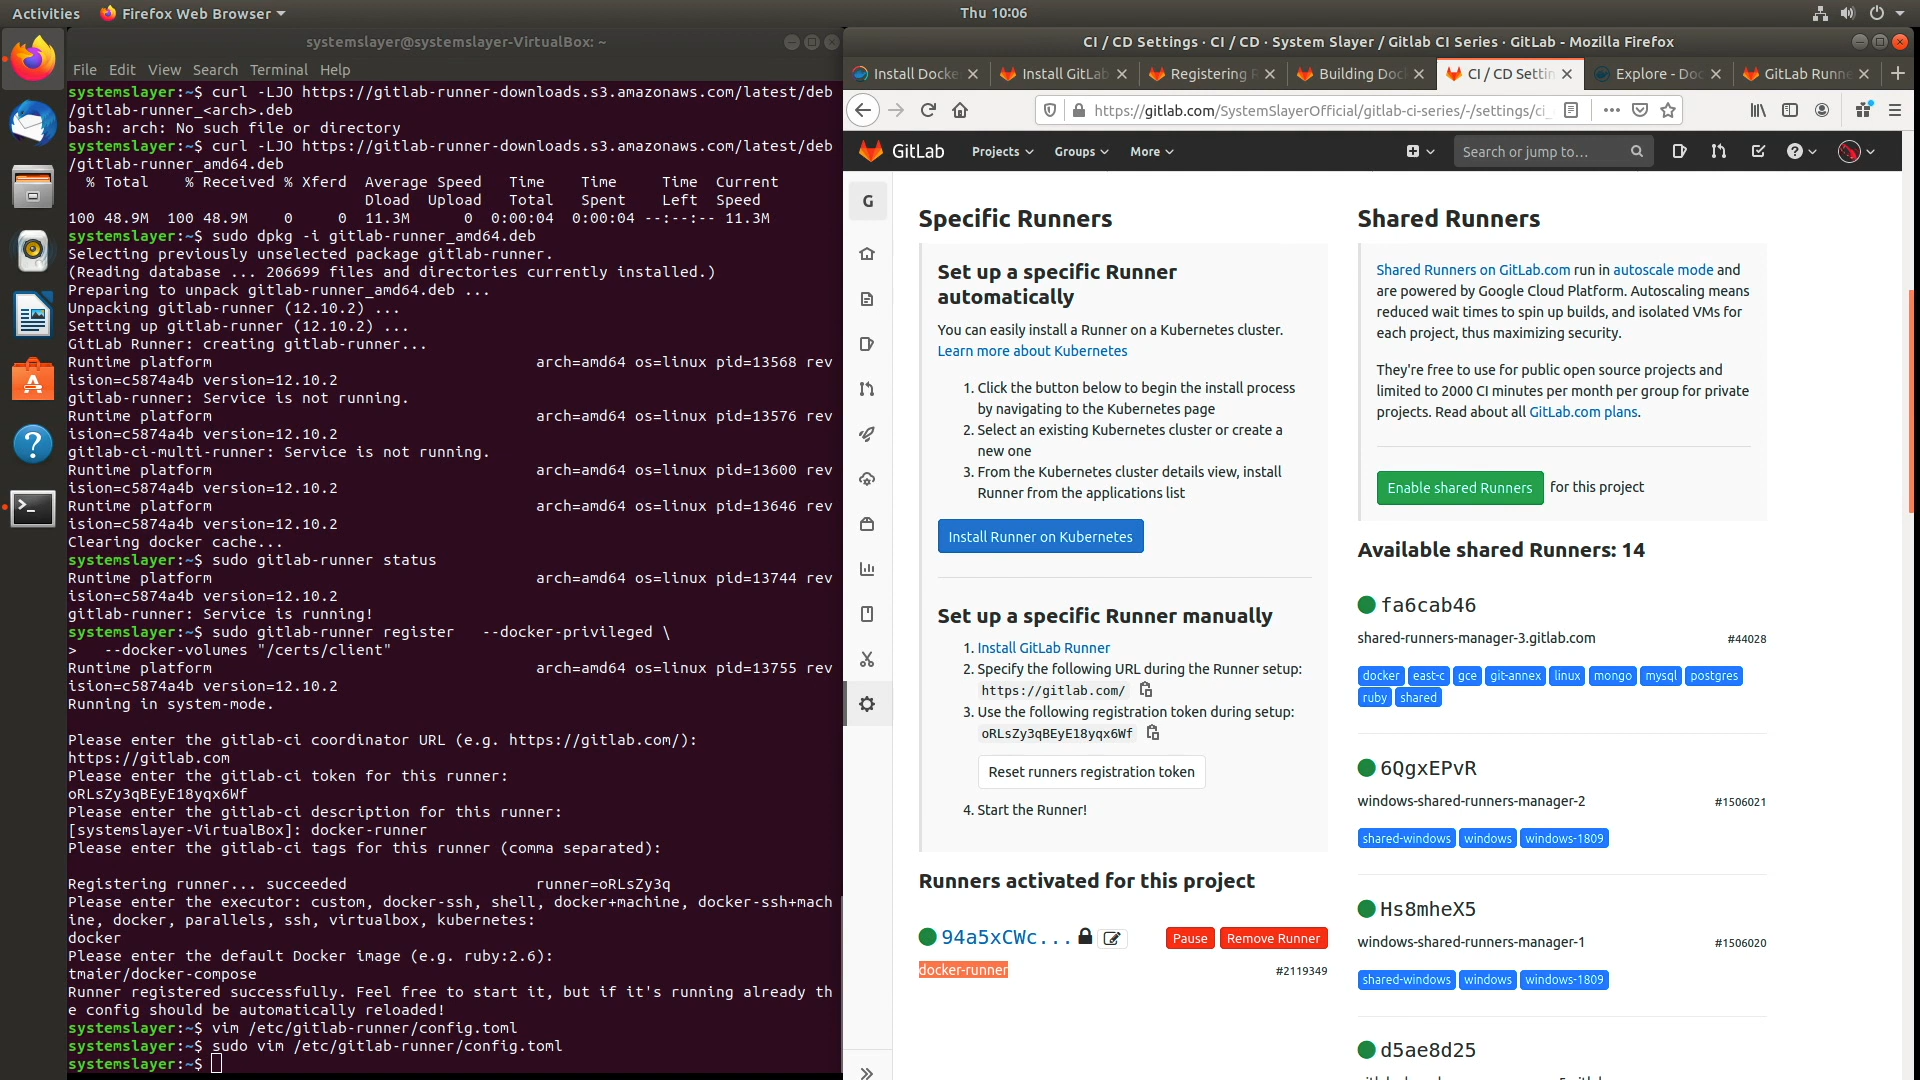 Activities
Firefox Web Browser
Thu 10:06
systemslayer@systemslayer-VirtualBox: ~
File Edit View Search Terminal Help
systemslayer:~$ curl -LJO https://gitlab-runner-downloads.s3.amazonaws.com/latest/deb
/gitlab-runner_<arch>.deb
bash: arch: No such file or directory
systemslayer:~$ curl -LJO https://gitlab-runner-downloads.s3.amazonaws.com/latest/deb
/gitlab-runner_amd64.deb
% Total % Received % Xferd Average Speed Time Time Time Current
Dload Upload Total Spent Left Speed
100 48.9M 100 48.9M 0 0 11.3M 0 0:00:04 0:00:04 --:--:-- 11.3M
systemslayer:~$ sudo dpkg -i gitlab-runner_amd64.deb
Selecting previously unselected package gitlab-runner.
(Reading database ... 206699 files and directories currently installed.)
Preparing to unpack gitlab-runner_amd64.deb ...
Unpacking gitlab-runner (12.10.2) ...
Setting up gitlab-runner (12.10.2) ...
GitLab Runner: creating gitlab-runner...
Runtime platform arch=amd64 os=linux pid=13568 rev
ision=c5874a4b version=12.10.2
gitlab-runner: Service is not running.
Runtime platform arch=amd64 os=linux pid=13576 rev
ision=c5874a4b version=12.10.2
gitlab-ci-multi-runner: Service is not running.
Runtime platform arch=amd64 os=linux pid=13600 rev
ision=c5874a4b version=12.10.2
Runtime platform arch=amd64 os=linux pid=13646 rev
ision=c5874a4b version=12.10.2
Clearing docker cache...
systemslayer:~$ sudo gitlab-runner status
Runtime platform arch=amd64 os=linux pid=13744 rev
ision=c5874a4b version=12.10.2
gitlab-runner: Service is running!
systemslayer:~$ sudo gitlab-runner register --docker-privileged \
> --docker-volumes "/certs/client"
Runtime platform arch=amd64 os=linux pid=13755 rev
ision=c5874a4b version=12.10.2
Running in system-mode.
Please enter the gitlab-ci coordinator URL (e.g. https://gitlab.com/):
https://gitlab.com
Please enter the gitlab-ci token for this runner:
oRLsZy3qBEyE18yqx6Wf
Please enter the gitlab-ci description for this runner:
[systemslayer-VirtualBox]: docker-runner
Please enter the gitlab-ci tags for this runner (comma separated):
Registering runner... succeeded runner=oRLsZy3q
Please enter the executor: custom, docker-ssh, shell, docker+machine, docker-ssh+mach
ine, docker, parallels, ssh, virtualbox, kubernetes:
docker
Please enter the default Docker image (e.g. ruby:2.6):
tmaier/docker-compose
Runner registered successfully. Feel free to start it, but if it's running already th
e config should be automatically reloaded!
systemslayer:~$ vim /etc/gitlab-runner/config.toml
systemslayer:~$ sudo vim /etc/gitlab-runner/config.toml
systemslayer:~$
CI / CD Settings · CI / CD · System Slayer / Gitlab CI Series · GitLab - Mozilla Firefox
Install Docke
Install GitLab
Registering R
Building Doc
CI / CD Settin
Explore - Doc
GitLab Runne
https://gitlab.com/SystemSlayerOfficial/gitlab-ci-series/-/settings/ci_
GitLab
Projects
Groups
More
Search or jump to...
G
Specific Runners
Set up a specific Runner
automatically
You can easily install a Runner on a Kubernetes cluster.
Learn more about Kubernetes
1. Click the button below to begin the install process
by navigating to the Kubernetes page
2. Select an existing Kubernetes cluster or create a
new one
3. From the Kubernetes cluster details view, install
Runner from the applications list
Install Runner on Kubernetes
Set up a specific Runner manually
1. Install GitLab Runner
2. Specify the following URL during the Runner setup:
https://gitlab.com/
3. Use the following registration token during setup:
oRLsZy3qBEyE18yqx6Wf
Reset runners registration token
4. Start the Runner!
Runners activated for this project
94a5xCWc...
Pause
Remove Runner
docker-runner
#2119349
Shared Runners
Shared Runners on GitLab.com run in autoscale mode and
are powered by Google Cloud Platform. Autoscaling means
reduced wait times to spin up builds, and isolated VMs for
each project, thus maximizing security.
They're free to use for public open source projects and
limited to 2000 CI minutes per month per group for private
projects. Read about all GitLab.com plans.
Enable shared Runners for this project
Available shared Runners: 14
fa6cab46
shared-runners-manager-3.gitlab.com #44028
docker east-c gce git-annex linux mongo mysql postgres
ruby shared
6QgxEPvR
windows-shared-runners-manager-2 #1506021
shared-windows windows windows-1809
Hs8mheX5
windows-shared-runners-manager-1 #1506020
shared-windows windows windows-1809
d5ae8d25